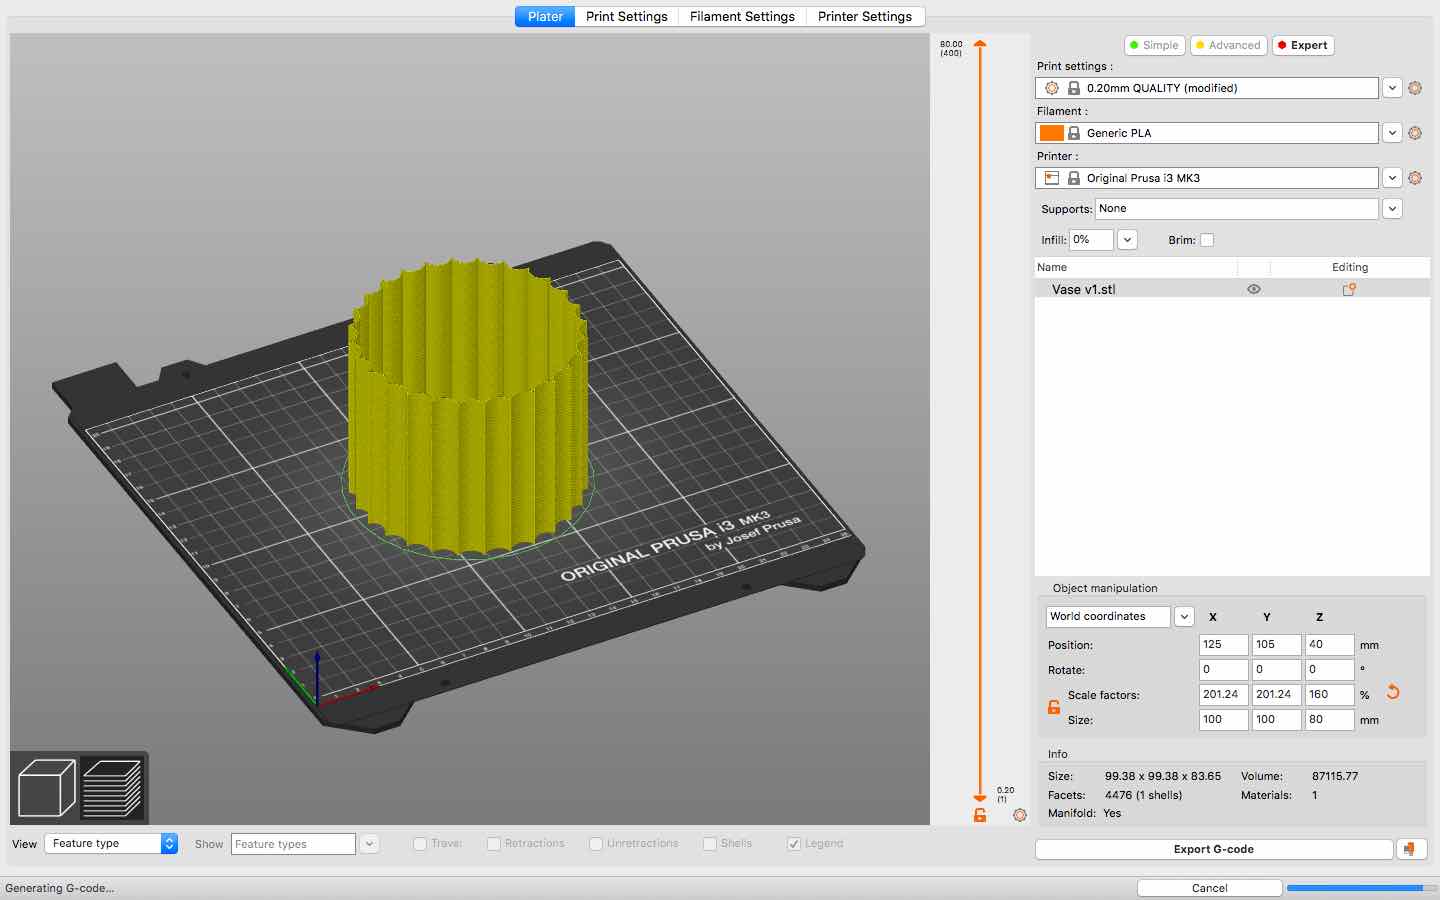 Plater Print Settings Filament Settings Printer Settings
80.00
(400)
Simple Advanced Expert
Print settings :
0.20mm QUALITY (modified)
Filament :
Generic PLA
Printer :
Original Prusa i3 MK3
Supports: None
Infill: 0% Brim:
Name Editing
Vase v1.stl
ORIGINAL PRUSA i3 MK3
by Josef Prusa
Object manipulation
World coordinates X Y Z
Position: 125 105 40 mm
Rotate: 0 0 0 °
Scale factors: 201.24 201.24 160 %
Size: 100 100 80 mm
Info
Size: 99.38 x 99.38 x 83.65 Volume: 87115.77
Facets: 4476 (1 shells) Materials: 1
Manifold: Yes
0.20
(1)
View Feature type Show Feature types Travel Retractions Unretractions Shells Legend
Export G-code
Generating G-code... Cancel